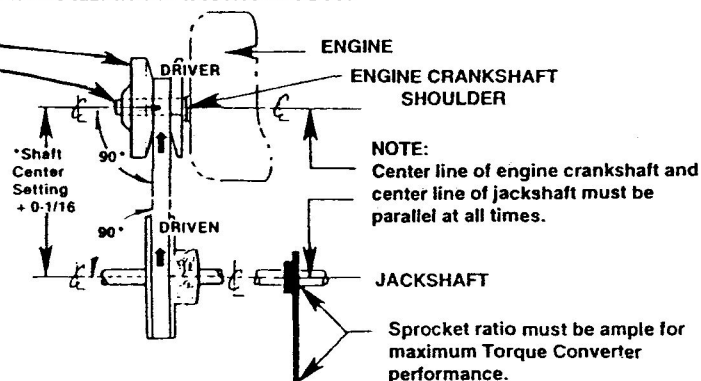 ENGINE
DRIVER
ENGINE CRANKSHAFT
SHOULDER
*Shaft
Center
Setting
+ 0-1/16
90°
90°
NOTE:
Center line of engine crankshaft and
center line of jackshaft must be
parallel at all times.
DRIVEN
JACKSHAFT
Sprocket ratio must be ample for
maximum Torque Converter
performance.